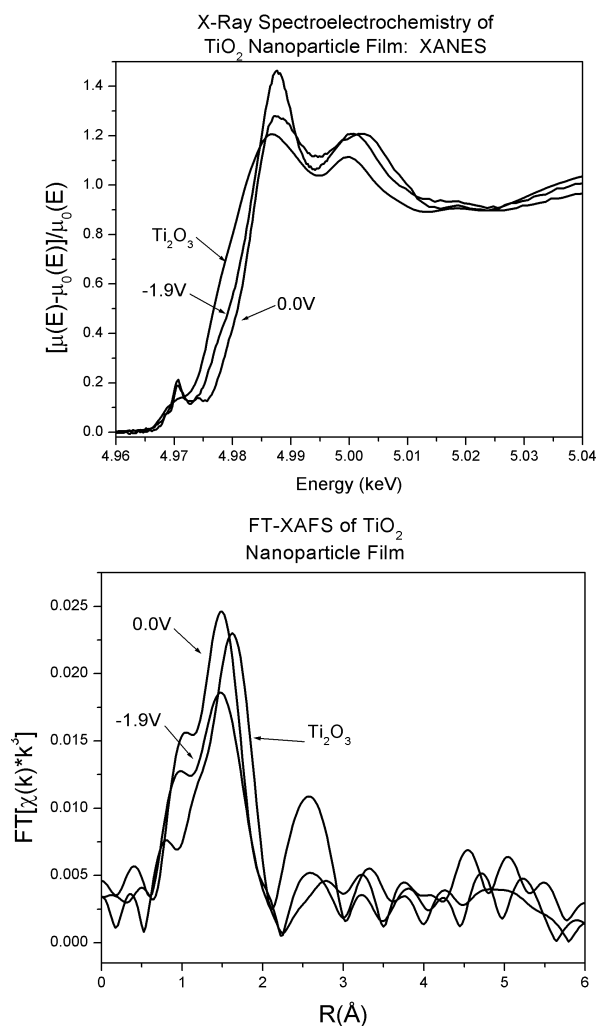 X-Ray Spectroelectrochemistry of
TiO₂ Nanoparticle Film: XANES
[μ(E)-μ₀(E)]/μ₀(E)
1.4
1.2
1.0
0.8
0.6
0.4
0.2
0.0
Ti₂O₃
-1.9V
0.0V
4.96 4.97 4.98 4.99 5.00 5.01 5.02 5.03 5.04
Energy (keV)
FT-XAFS of TiO₂
Nanoparticle Film
FT[χ(k)*k³]
0.025
0.020
0.015
0.010
0.005
0.000
0.0V
-1.9V
Ti₂O₃
0 1 2 3 4 5 6
R(Å)